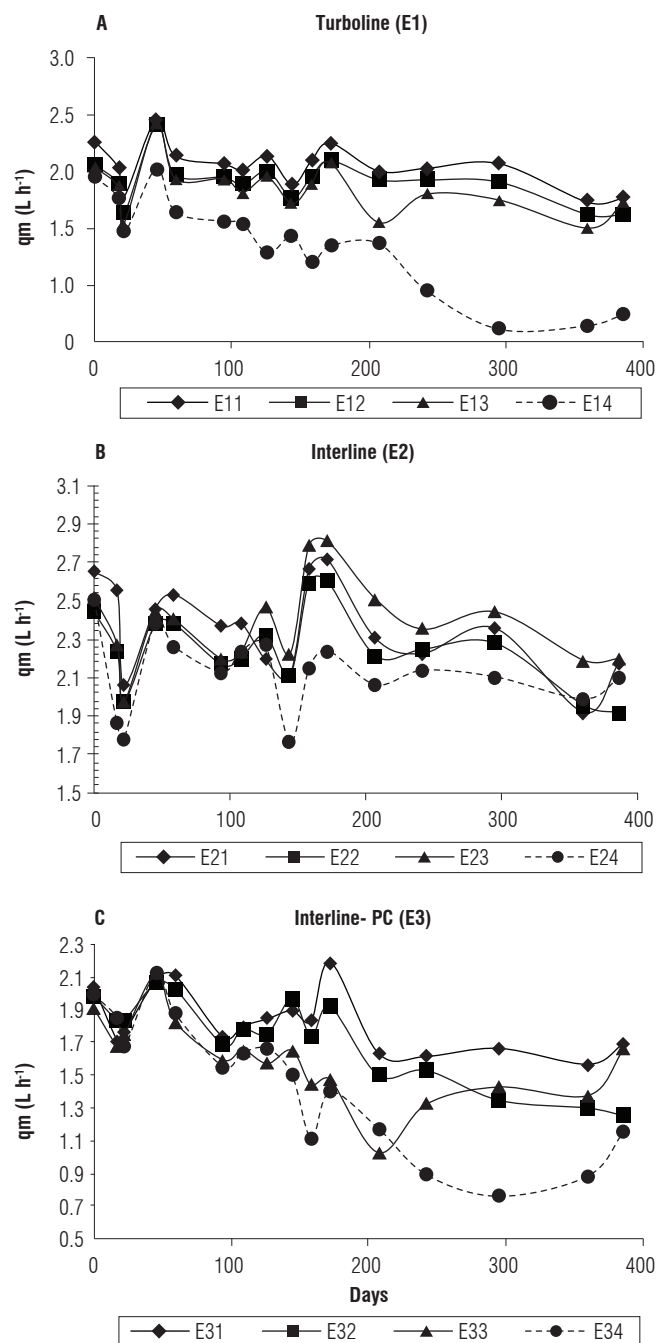 A Turboline (E1)
3.0
2.5
2.0
1.5
1.0
0
qm (L h-1)
0 100 200 300 400
E11 E12 E13 E14
B Interline (E2)
3.1
2.9
2.7
2.5
2.3
2.1
1.9
1.7
1.5
qm (L h-1)
0 100 200 300 400
E21 E22 E23 E24
C Interline- PC (E3)
2.3
2.1
1.9
1.7
1.5
1.3
1.1
0.9
0.7
0.5
qm (L h-1)
0 100 200 300 400
Days
E31 E32 E33 E34